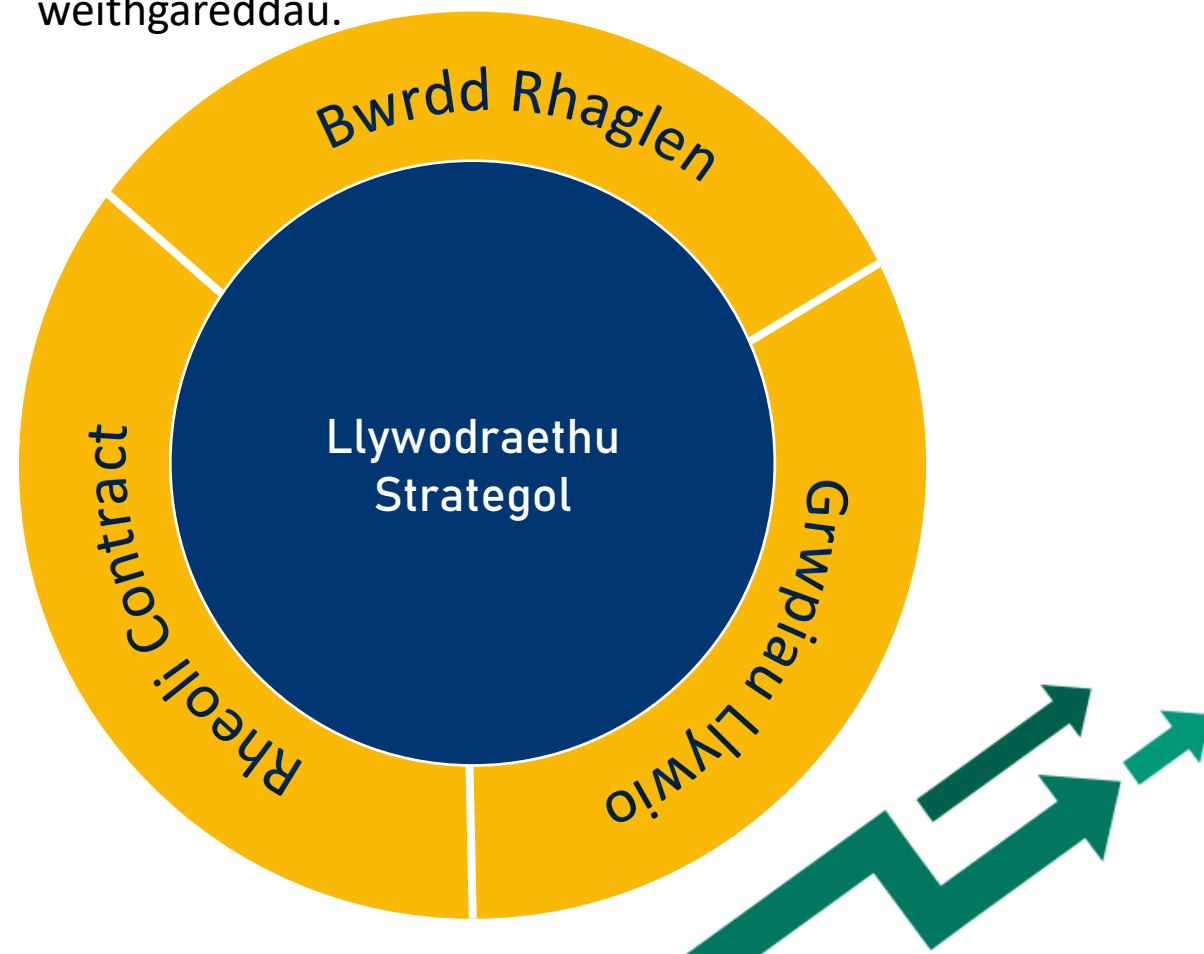 weithgareddau.
Bwrdd Rhaglen
Llywodraethu
Strategol
Grwpiau Llywio
Rheoli Contract